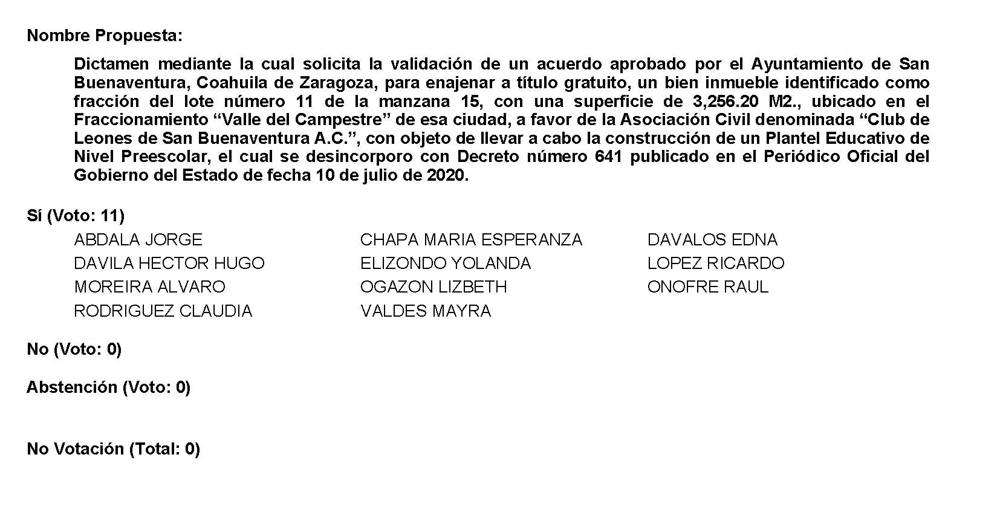 Nombre Propuesta:
Dictamen mediante la cual solicita la validación de un acuerdo aprobado por el Ayuntamiento de San
Buenaventura, Coahuila de Zaragoza, para enajenar a título gratuito, un bien inmueble identificado como
fracción del lote número 11 de la manzana 15, con una superficie de 3,256.20 M2., ubicado en el
Fraccionamiento “Valle del Campestre” de esa ciudad, a favor de la Asociación Civil denominada “Club de
Leones de San Buenaventura A.C.”, con objeto de llevar a cabo la construcción de un Plantel Educativo de
Nivel Preescolar, el cual se desincorporo con Decreto número 641 publicado en el Periódico Oficial del
Gobierno del Estado de fecha 10 de julio de 2020.
Sí (Voto: 11)
ABDALA JORGE CHAPA MARIA ESPERANZA DAVALOS EDNA
DAVILA HECTOR HUGO ELIZONDO YOLANDA LOPEZ RICARDO
MOREIRA ALVARO OGAZON LIZBETH ONOFRE RAUL
RODRIGUEZ CLAUDIA VALDES MAYRA
No (Voto: 0)
Abstención (Voto: 0)
No Votación (Total: 0)